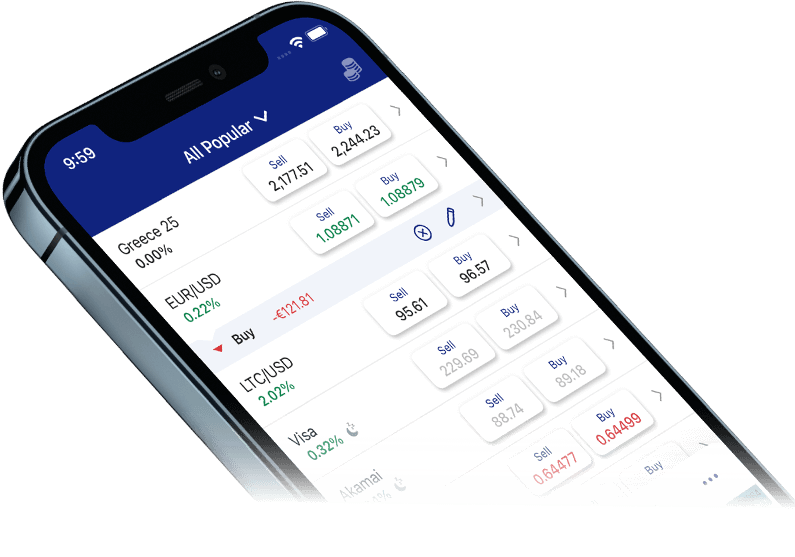 9:59
All Popular
Greece 25
0.00%
Sell
2,177.51
Buy
2,244.23
EUR/USD
0.22%
Sell
1.08871
Buy
1.08879
Buy
-€121.81
LTC/USD
2.02%
Sell
95.61
Buy
96.57
Visa
0.32%
Sell
229.69
Buy
230.84
Akamai
Sell
88.74
Buy
89.18
Sell
0.64477
Buy
0.64499
Buy